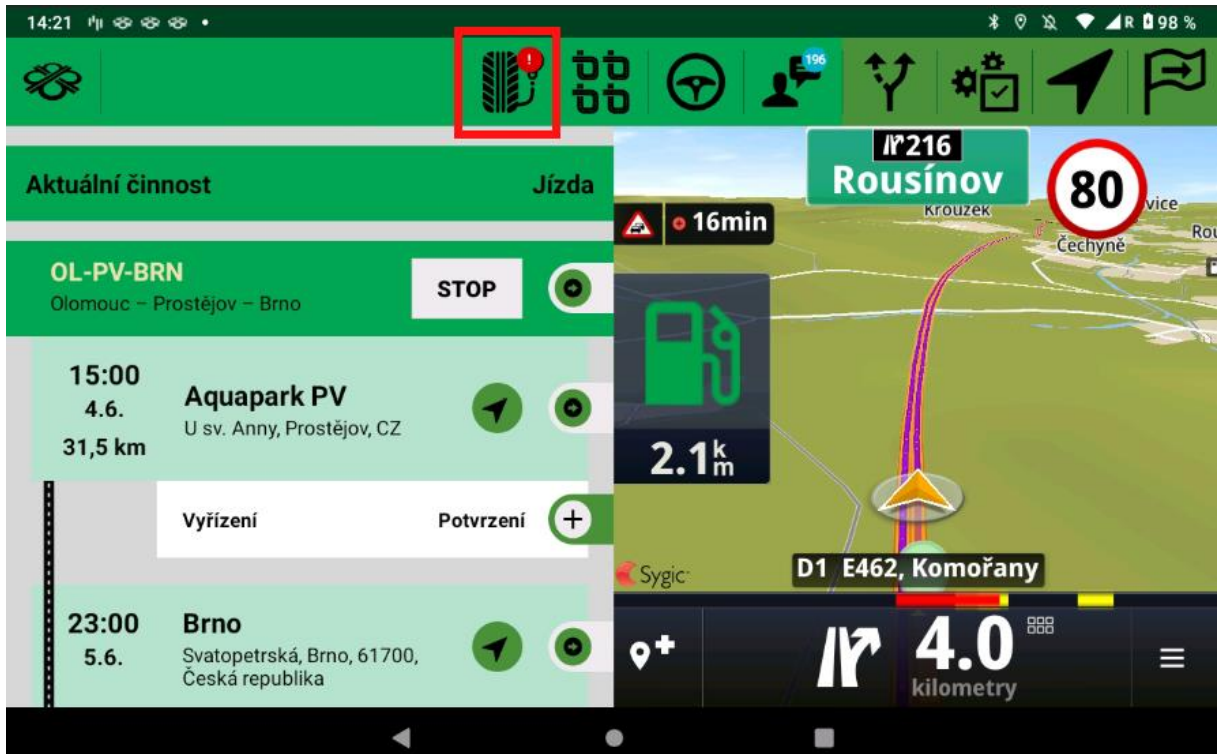 14:21
R 98 %
!
196
Aktuální činnost
Jízda
OL-PV-BRN
Olomouc – Prostějov – Brno
STOP
15:00
4.6.
31,5 km
Aquapark PV
U sv. Anny, Prostějov, CZ
Vyřízení
Potvrzení
23:00
5.6.
Brno
Svatopetrská, Brno, 61700,
Česká republika
216
Rousínov
80
Kroužek
vice
Rou
Čechyně
16min
2.1 km
Sygic
D1 E462, Komořany
4.0
kilometry